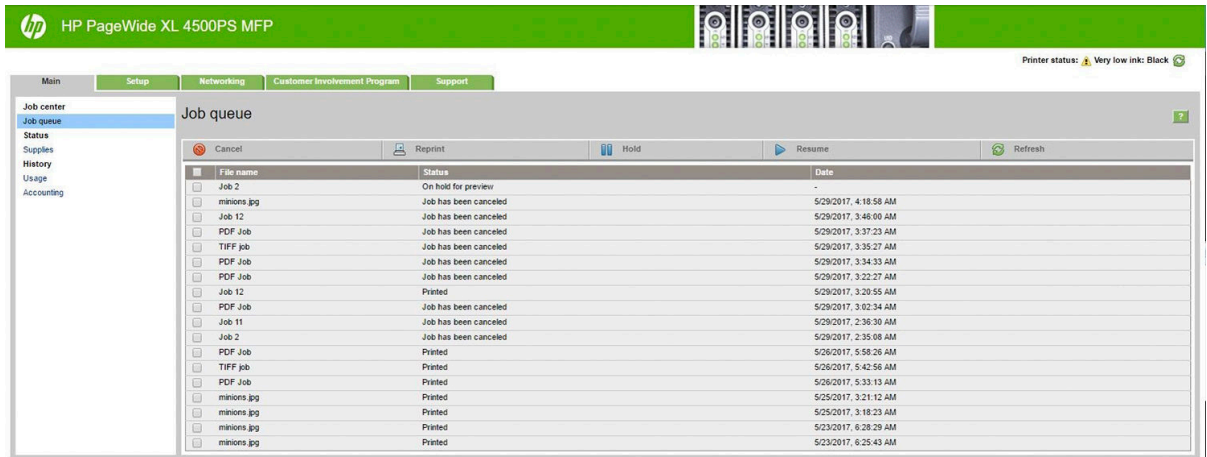 hp HP PageWide XL 4500PS MFP
Printer status: Very low ink: Black
Main Setup Networking Customer Involvement Program Support
Job center
Job queue
Status
Supplies
History
Usage
Accounting
Job queue
?
Cancel Reprint Hold Resume Refresh
File name Status Date
Job 2 On hold for preview -
minions.jpg Job has been canceled 5/29/2017, 4:18:58 AM
Job 12 Job has been canceled 5/29/2017, 3:46:00 AM
PDF Job Job has been canceled 5/29/2017, 3:37:23 AM
TIFF job Job has been canceled 5/29/2017, 3:35:27 AM
PDF Job Job has been canceled 5/29/2017, 3:34:33 AM
PDF Job Job has been canceled 5/29/2017, 3:22:27 AM
Job 12 Printed 5/29/2017, 3:20:55 AM
PDF Job Job has been canceled 5/29/2017, 3:02:34 AM
Job 11 Job has been canceled 5/29/2017, 2:36:30 AM
Job 2 Job has been canceled 5/29/2017, 2:35:08 AM
PDF Job Printed 5/26/2017, 5:58:26 AM
TIFF job Printed 5/26/2017, 5:42:56 AM
PDF Job Printed 5/26/2017, 5:33:13 AM
minions.jpg Printed 5/25/2017, 3:21:12 AM
minions.jpg Printed 5/25/2017, 3:18:23 AM
minions.jpg Printed 5/23/2017, 6:28:29 AM
minions.jpg Printed 5/23/2017, 6:25:43 AM